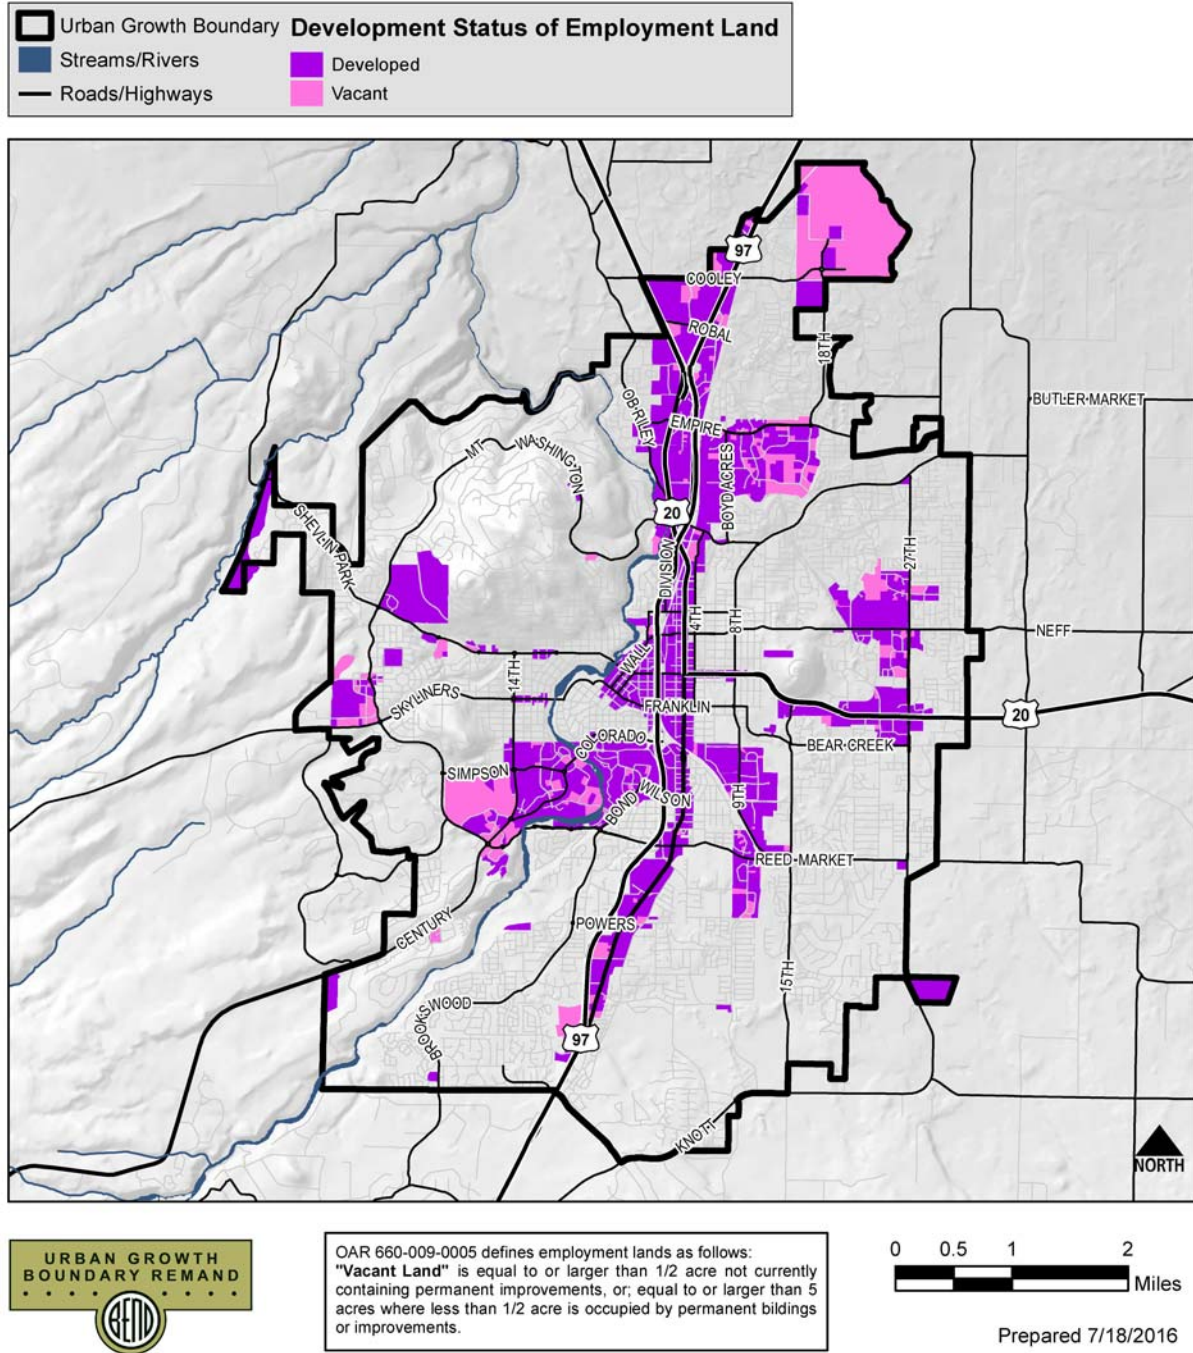 Urban Growth Boundary
Development Status of Employment Land
Streams/Rivers
Developed
Roads/Highways
Vacant
97
COOLEY
ROBAL
18TH
OB RILEY
BUTLER MARKET
EMPIRE
MT WASHINGTON
BOYD ACRES
20
SHEVLIN PARK
DIVISION
27TH
4TH
8TH
NEFF
WALL
14TH
SKYLINERS
FRANKLIN
20
COLORADO
BEAR CREEK
SIMPSON
BOND
WILSON
9TH
REED MARKET
CENTURY
POWERS
15TH
BROOKSWOOD
97
KNOTT
NORTH
URBAN GROWTH
BOUNDARY REMAND
BEND
OAR 660-009-0005 defines employment lands as follows:
"Vacant Land" is equal to or larger than 1/2 acre not currently
containing permanent improvements, or; equal to or larger than 5
acres where less than 1/2 acre is occupied by permanent bildings
or improvements.
0 0.5 1 2
Miles
Prepared 7/18/2016